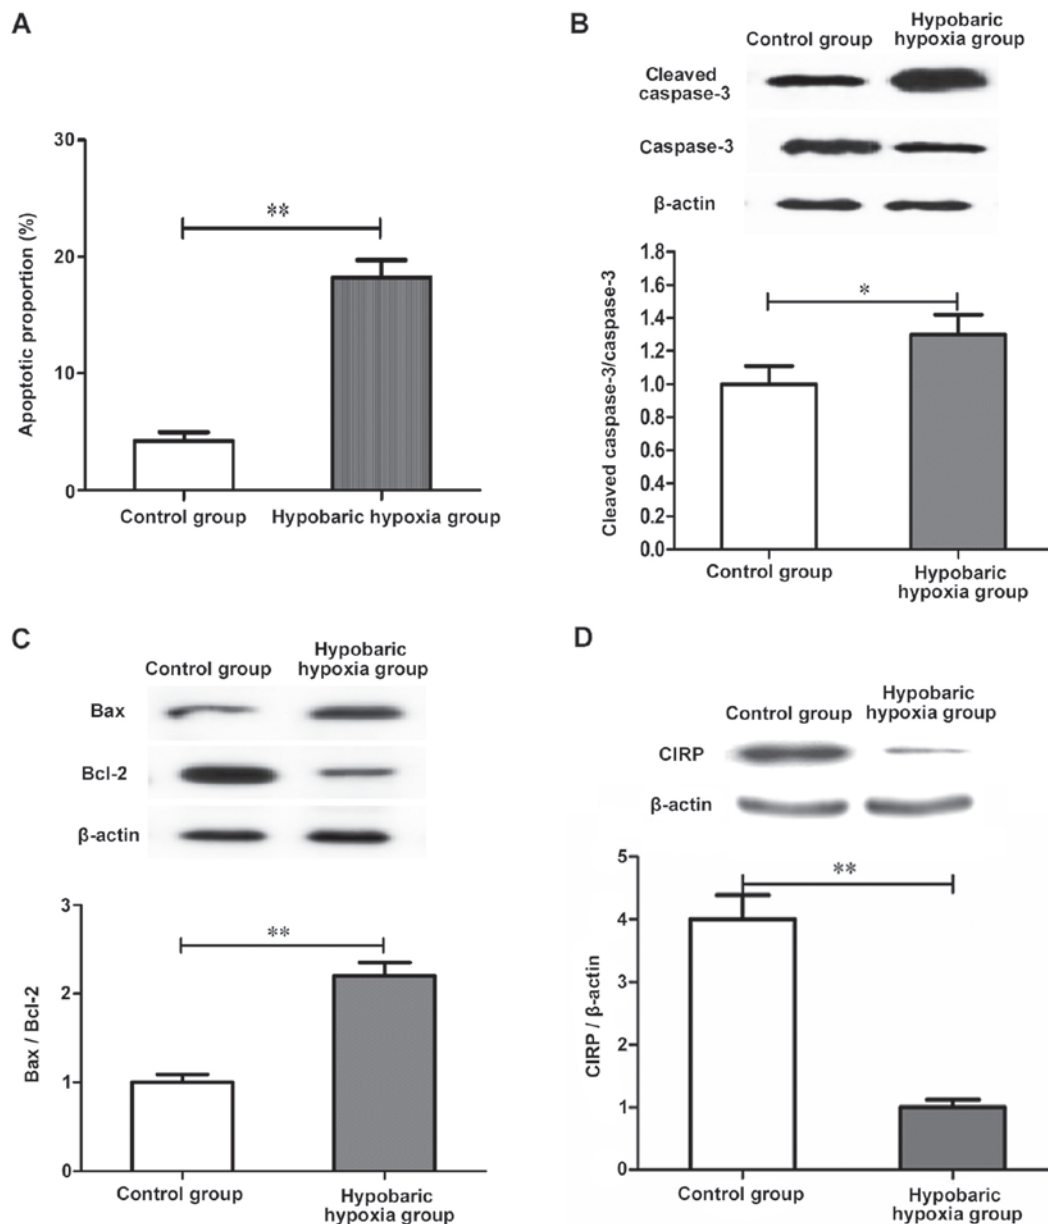 A
30
20
10
0
Apoptotic proportion (%)
**
Control group
Hypobaric hypoxia group
B
Control group
Hypobaric
hypoxia group
Cleaved
caspase-3
Caspase-3
β-actin
1.8
1.6
1.4
1.2
1.0
0.8
0.6
0.4
0.2
0.0
Cleaved caspase-3/caspase-3
*
Control group
Hypobaric
hypoxia group
C
Control group
Hypobaric
hypoxia group
Bax
Bcl-2
β-actin
3
2
1
0
Bax / Bcl-2
**
Control group
Hypobaric
hypoxia group
D
Control group
Hypobaric
hypoxia group
CIRP
β-actin
5
4
4
2
1
0
CIRP / β-actin
**
Control group
Hypobaric
hypoxia group